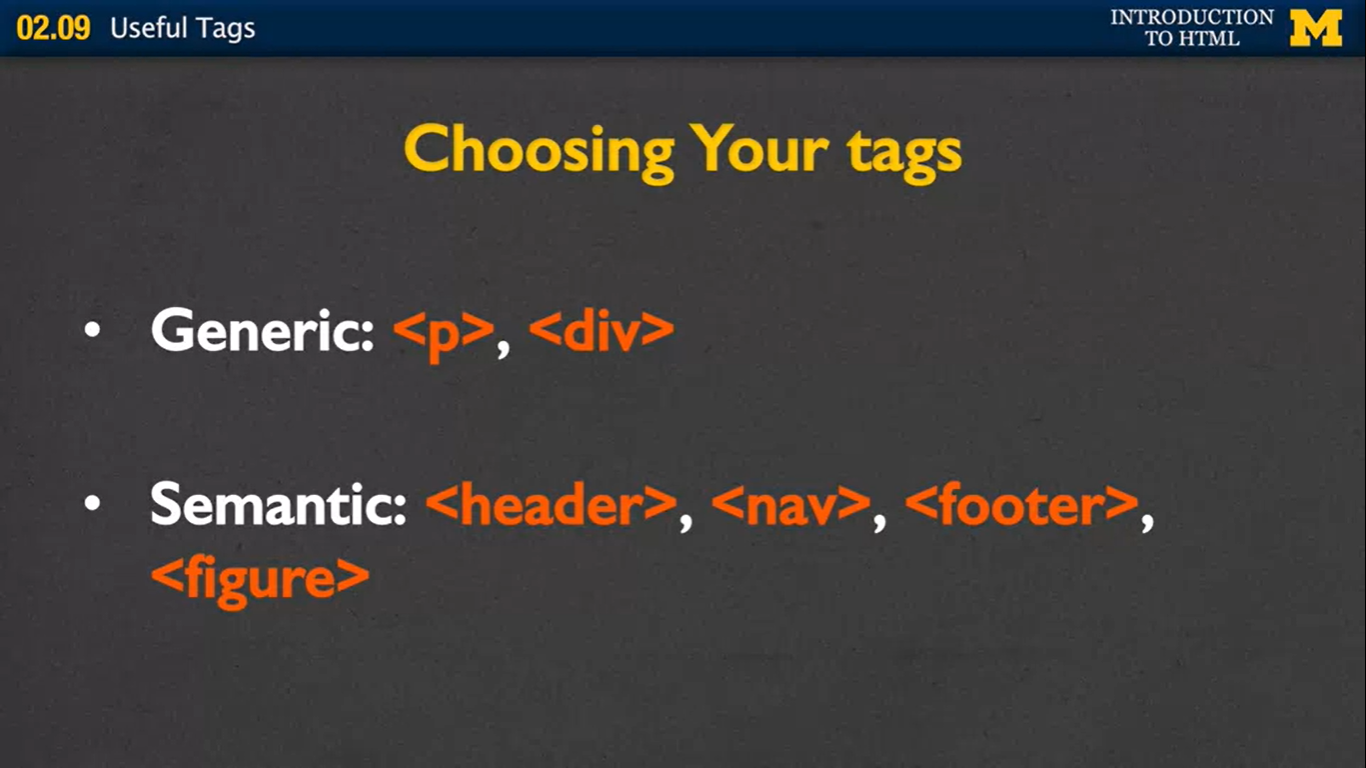 02.09 Useful Tags
INTRODUCTION
TO HTML
M
Choosing Your tags
• Generic: <p>, <div>
• Semantic: <header>, <nav>, <footer>,
<figure>